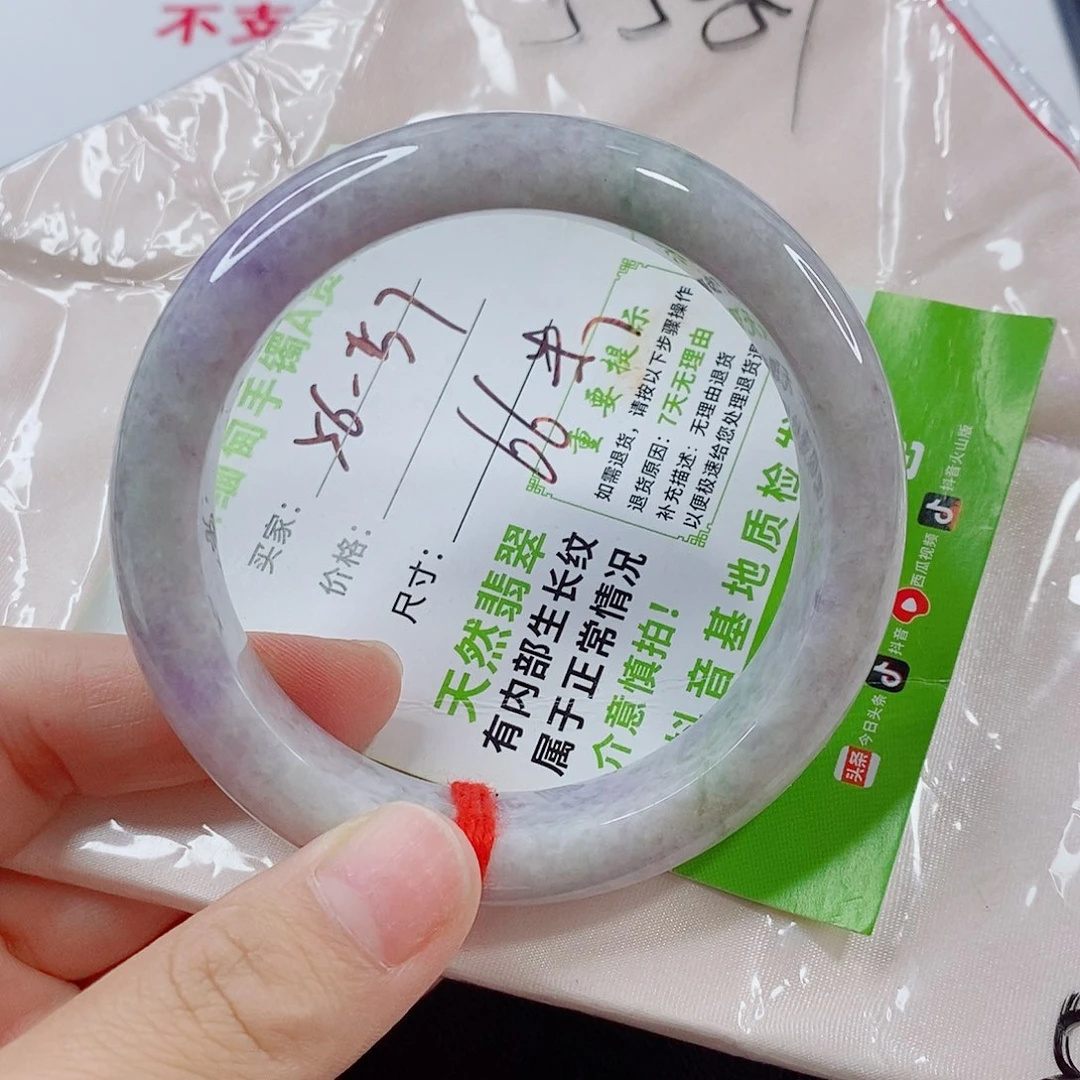 不支
手镯A货
买家：
价格：
尺寸：
56-57
天然翡翠
有内部生长纹
属于正常情况
介意慎拍！
重要提示
如需退货，请按以下步骤操作
退货原因：7天无理由
补充描述：无理由退货
以便极速给您处理退货
抖音基地质检
头条 今日头条
抖音
西瓜视频
抖音火山版